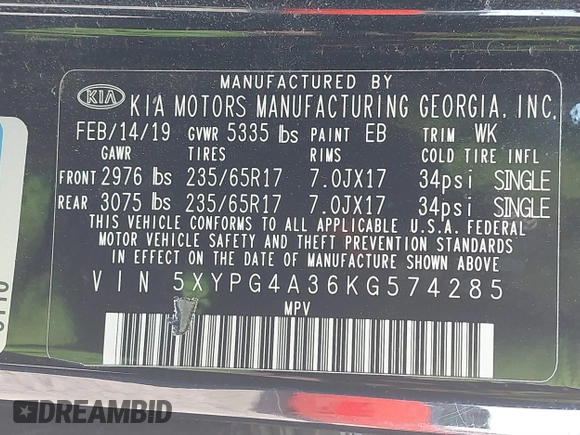 MANUFACTURED BY
KIA KIA MOTORS MANUFACTURING GEORGIA, INC.
FEB/14/19 GVWR 5335 lbs PAINT EB TRIM WK
GAWR TIRES RIMS COLD TIRE INFL
FRONT 2976 lbs 235/65R17 7.0JX17 34psi SINGLE
REAR 3075 lbs 235/65R17 7.0JX17 34psi SINGLE
THIS VEHICLE CONFORMS TO ALL APPLICABLE U.S.A. FEDERAL
MOTOR VEHICLE SAFETY AND THEFT PREVENTION STANDARDS
IN EFFECT ON THE DATE OF MANUFACTURE SHOWN ABOVE.
VIN 5XYPG4A36KG574285
MPV
DREAMBID